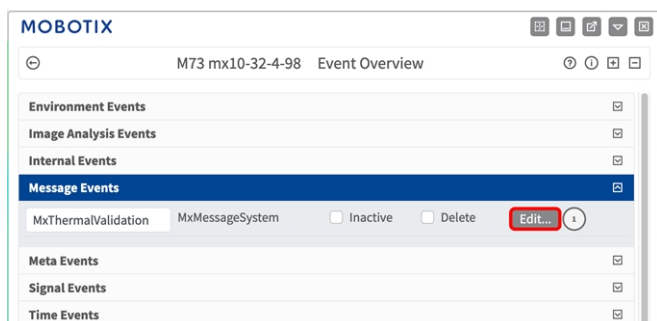 MOBOTIX
M73 mx10-32-4-98 Event Overview
Environment Events
Image Analysis Events
Internal Events
Message Events
MxThermalValidation MxMessageSystem Inactive Delete Edit... 1
Meta Events
Signal Events
Time Events